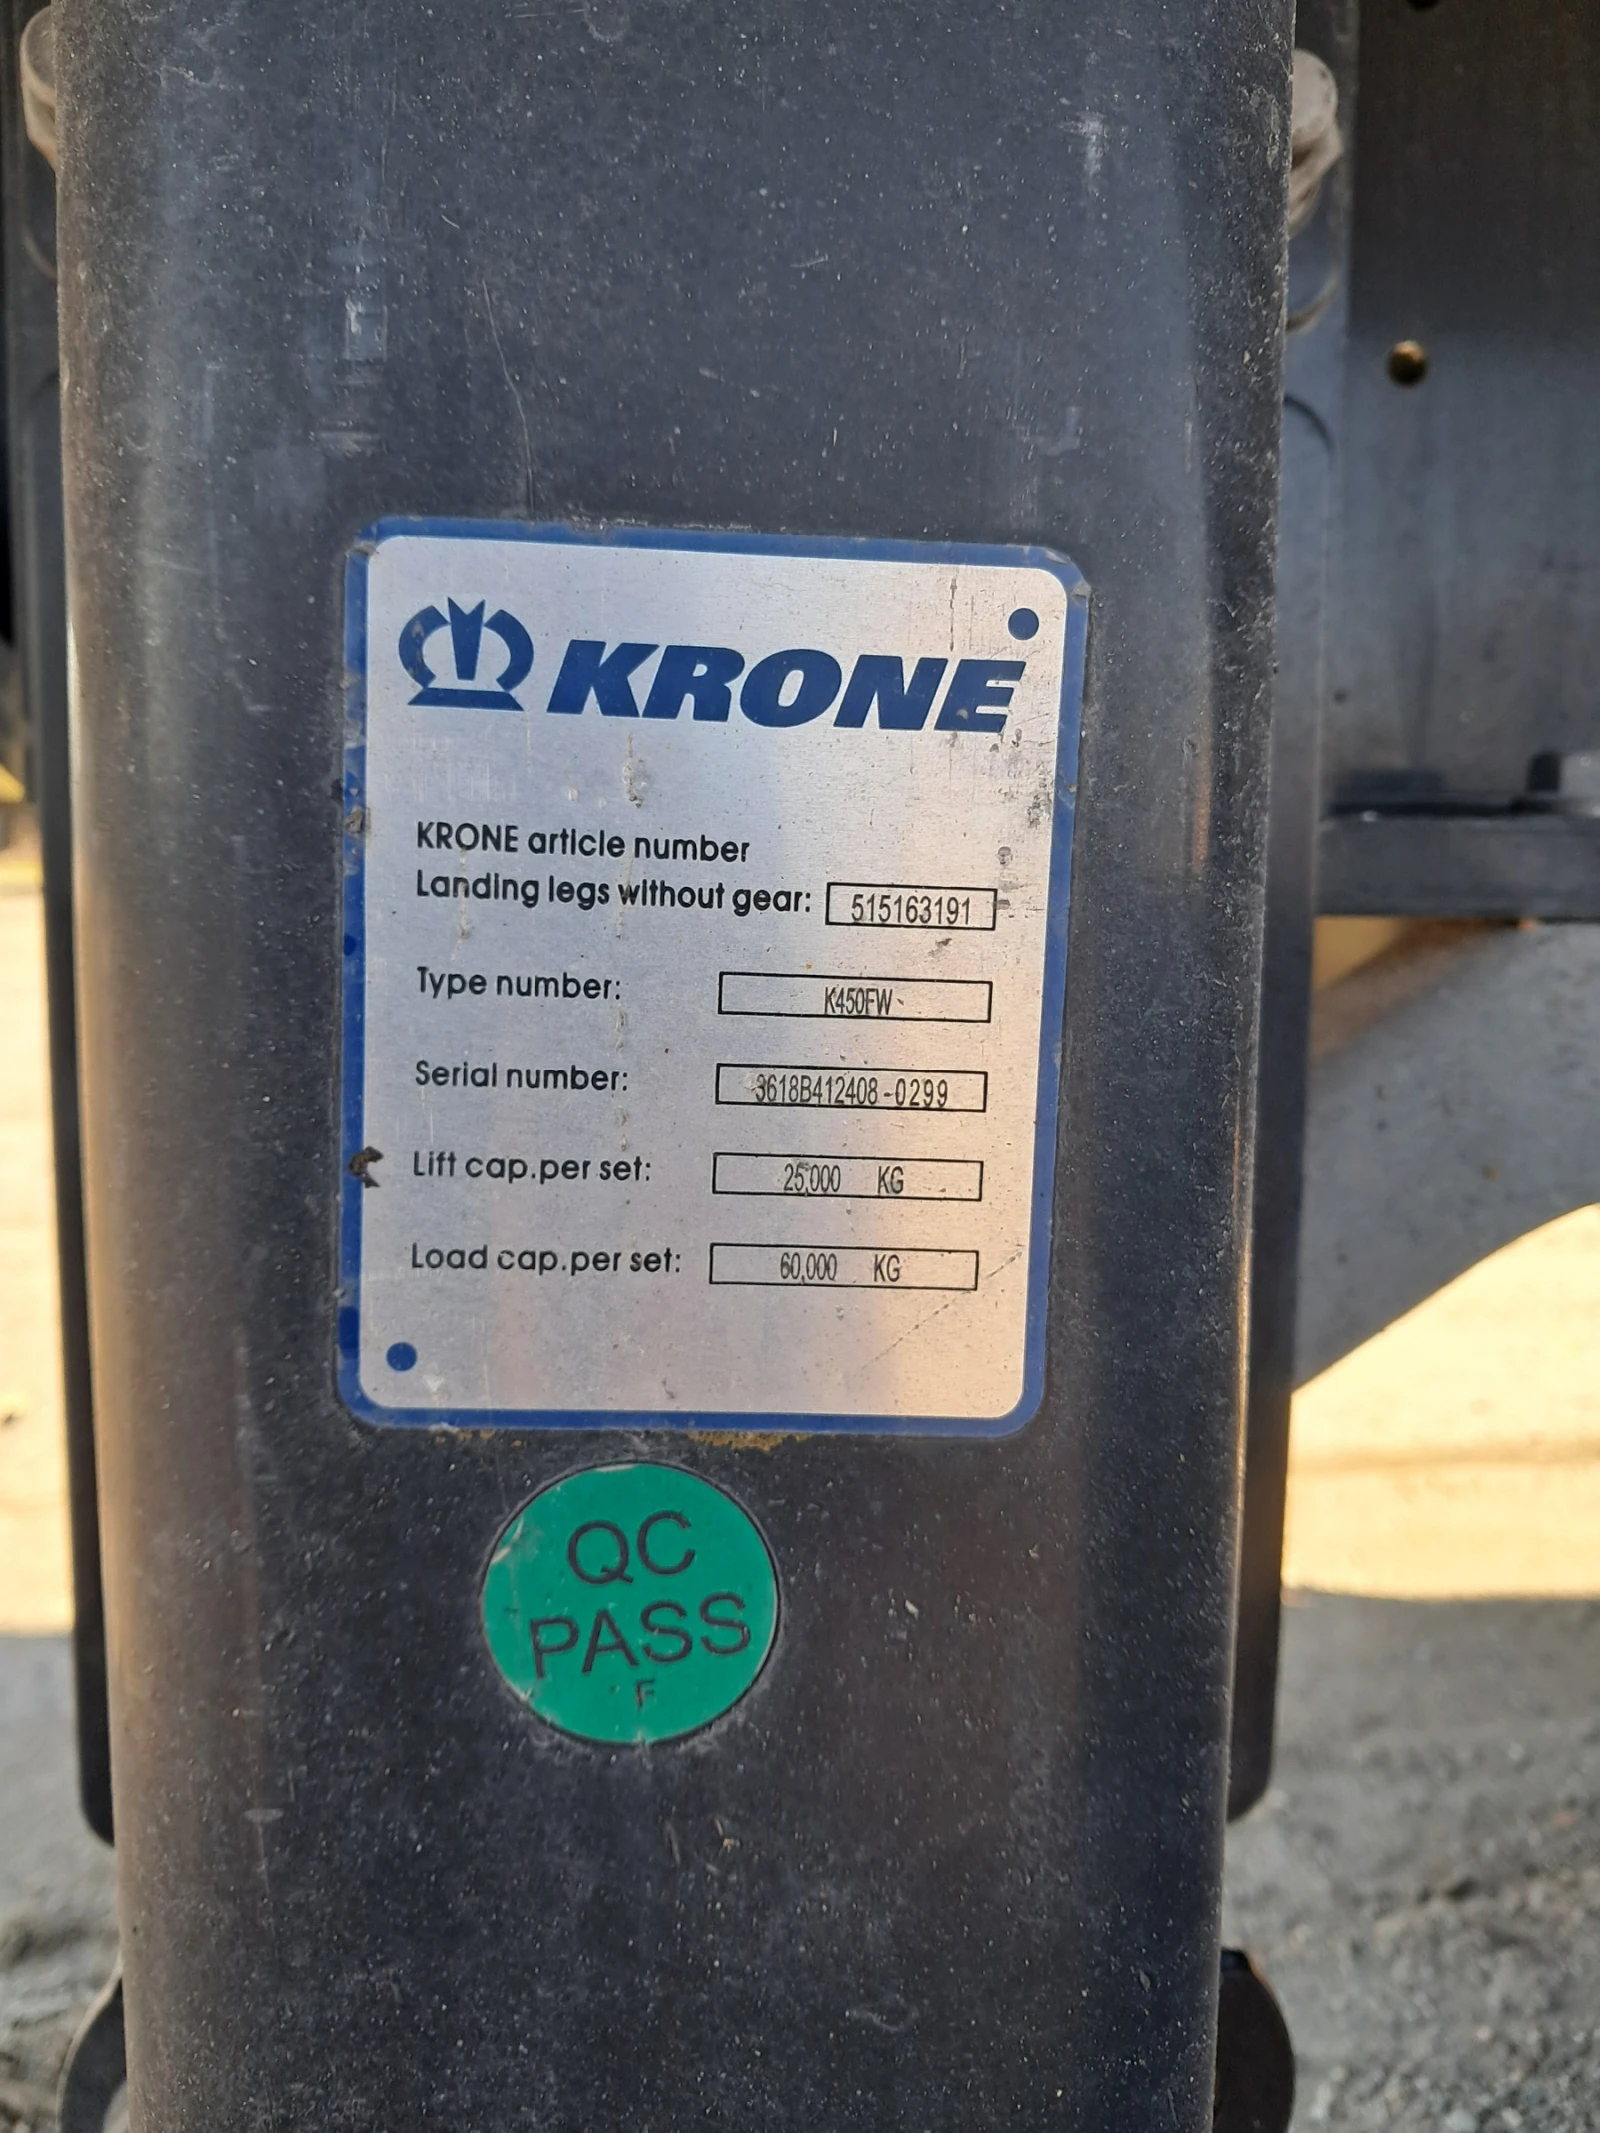 KRONE
KRONE article number
Landing legs without gear: 515163191
Type number: K450FW
Serial number: 3618B412408-0299
Lift cap.per set: 25,000 KG
Load cap.per set: 60,000 KG
QC
PASS
F